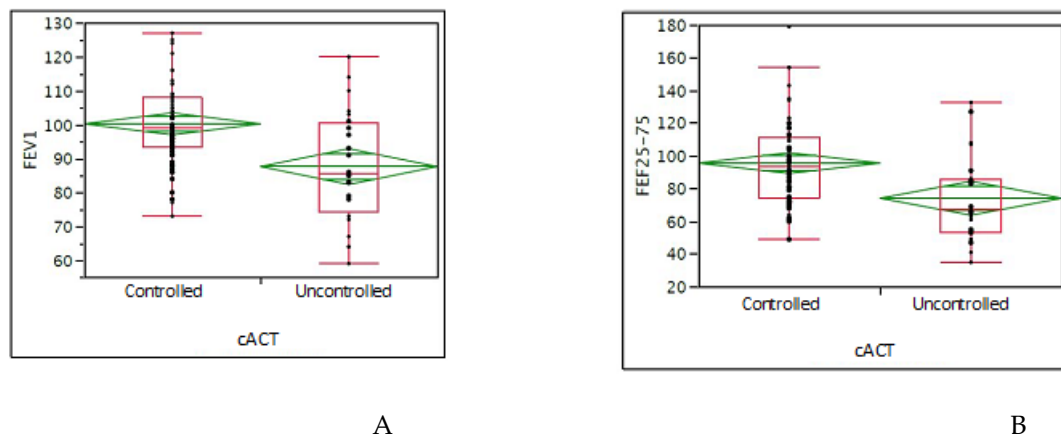 130
120
110
100
90
80
70
60
FEV1
Controlled
Uncontrolled
cACT
A
180
160
140
120
100
80
60
40
20
FEF25-75
Controlled
Uncontrolled
cACT
B